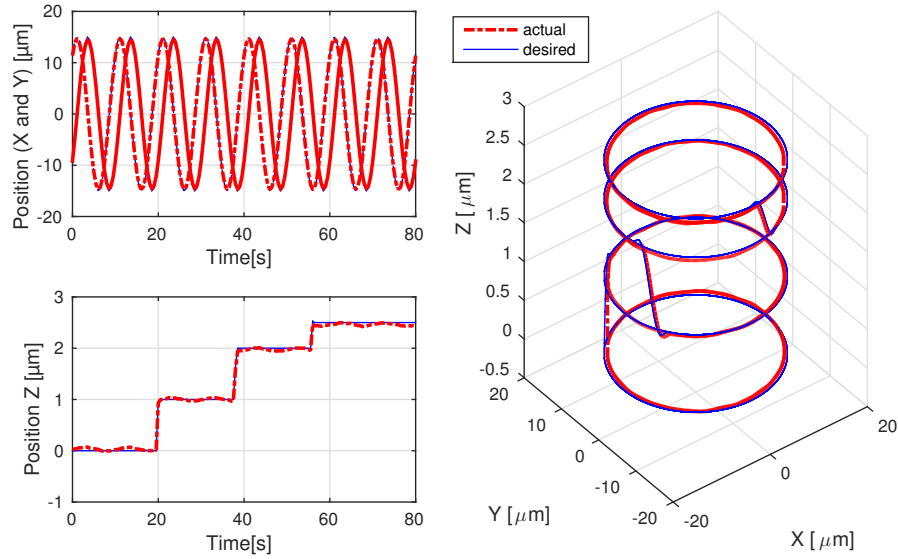 20
10
0
-10
-20
Position (X and Y) [μm]
0 20 40 60 80
Time[s]
3
2
1
0
-1
Position Z [μm]
0 20 40 60 80
Time[s]
actual
desired
3
2.5
2
1.5
1
0.5
0
-0.5
Z [ μm]
20
10
0
-10
-20
Y [ μm]
-20
0
20
X [ μm]